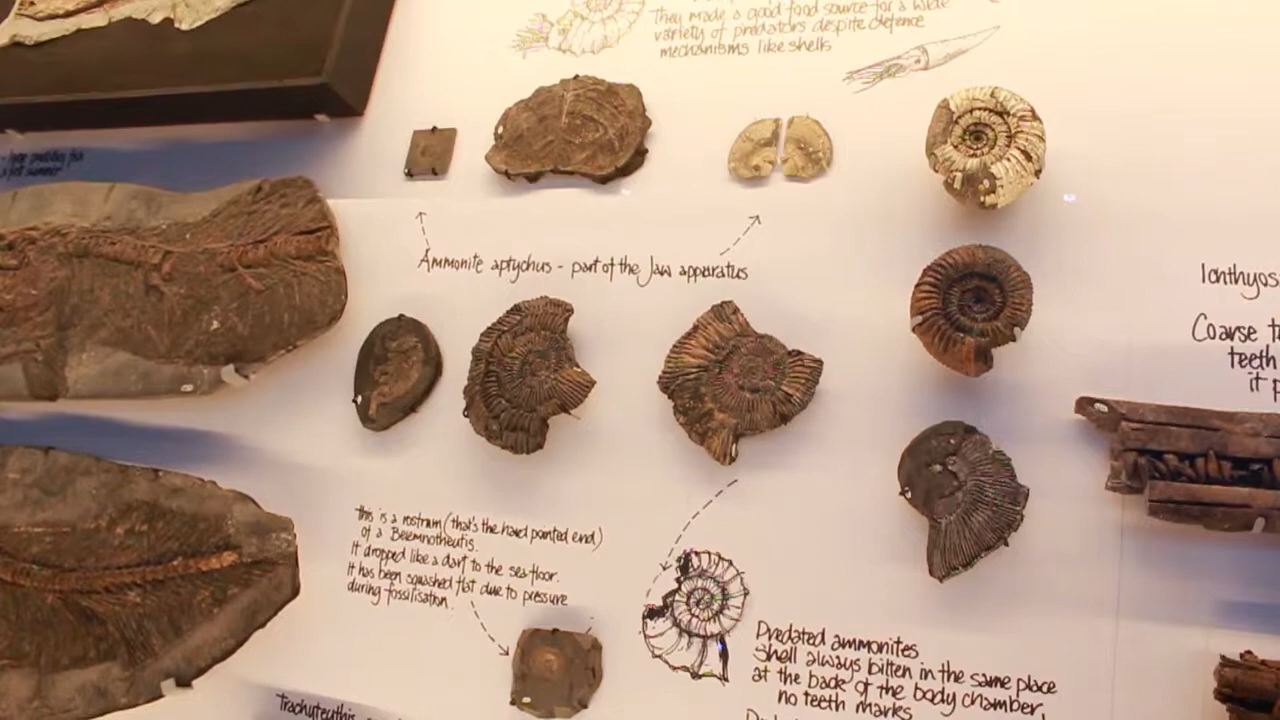 They made a good food source for a wide
variety of predators despite defence
mechanisms like shells
Ammonite aptychus - part of the Jaw apparatus
Coarse
teeth
it
this is a rostrum (that's the hard pointed end)
of a Belemnotheutis.
It dropped like a dart to the sea floor.
It has been squashed flat due to pressure
during fossilisation.
Predated ammonites
Shell always bitten in the same place
at the back of the body chamber,
no teeth marks
Trachyteuthis